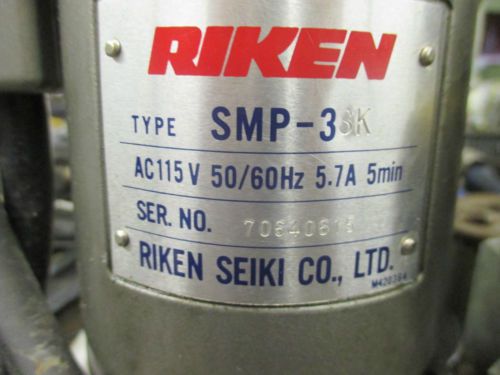 RIKEN
TYPE SMP-3
AC115V 50/60Hz 5.7A 5min
SER. NO.
RIKEN SEIKI CO., LTD.